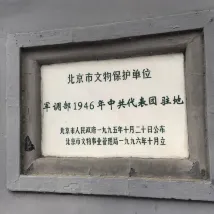 北京市文物保护单位
军调部1946年中共代表团驻地
北京市人民政府一九九五年十月二十日公布
北京市文物事业管理局一九九六年十月立